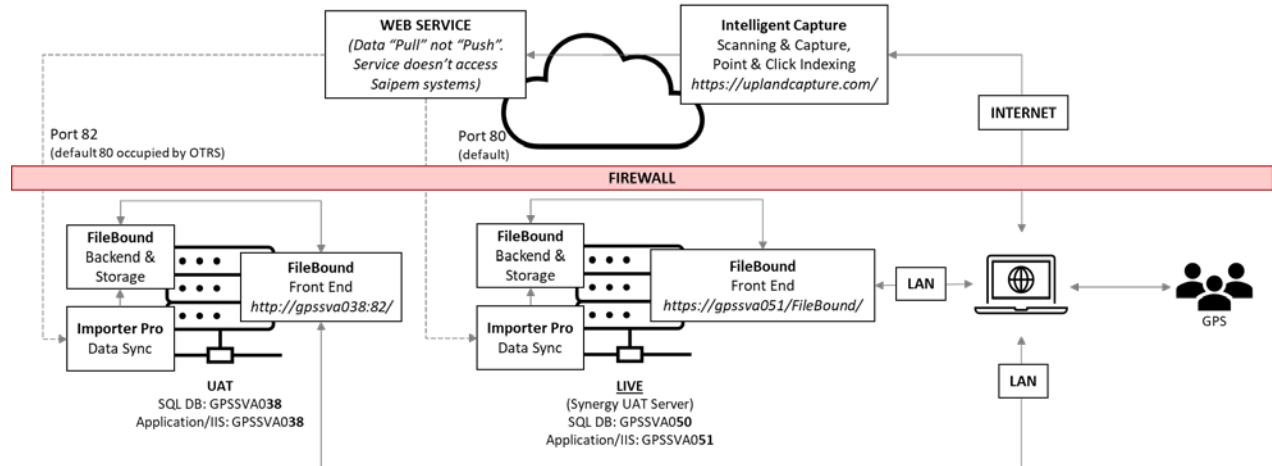 WEB SERVICE
(Data “Pull” not “Push”.
Service doesn’t access
Saipem systems)
Intelligent Capture
Scanning & Capture,
Point & Click Indexing
https://uplandcapture.com/
INTERNET
Port 82
(default 80 occupied by OTRS)
Port 80
(default)
FIREWALL
FileBound
Backend &
Storage
FileBound
Front End
http://gpssva038:82/
Importer Pro
Data Sync
UAT
SQL DB: GPSSVA038
Application/IIS: GPSSVA038
FileBound
Backend &
Storage
FileBound
Front End
https://gpssva051/FileBound/
Importer Pro
Data Sync
LIVE
(Synergy UAT Server)
SQL DB: GPSSVA050
Application/IIS: GPSSVA051
LAN
GPS
LAN